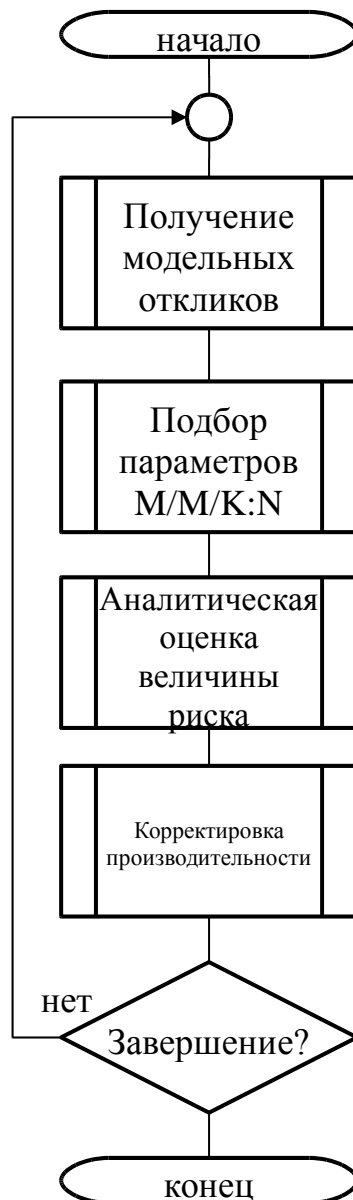 начало
Получение
модельных
откликов
Подбор
параметров
M/M/K:N
Аналитическая
оценка
величины
риска
Корректировка
производительности
нет
Завершение?
конец